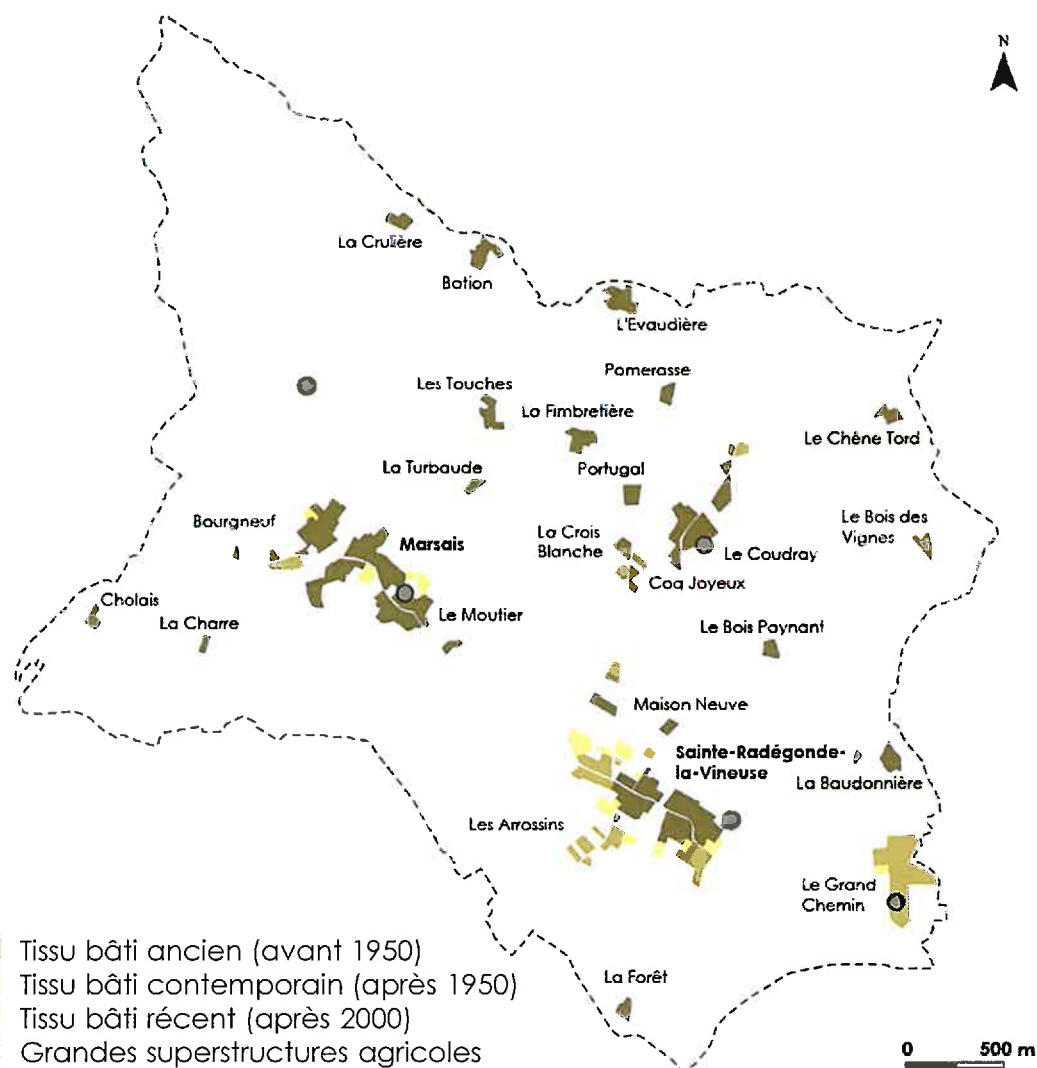 N
La Crulière
Bation
L'Evaudière
Pomerasse
Les Touches
La Fimbretière
Le Chêne Tord
La Turbaude
Portugal
Bourgneuf
Marsais
La Crois
Blanche
Le Bois des
Vignes
Le Coudray
Coq Joyeux
Cholais
La Charre
Le Moutier
Le Bois Paynant
Maison Neuve
Sainte-Radégonde-
la-Vineuse
La Baudonnière
Les Arrossins
Le Grand
Chemin
La Forêt
Tissu bâti ancien (avant 1950)
Tissu bâti contemporain (après 1950)
Tissu bâti récent (après 2000)
Grandes superstructures agricoles
0 500 m